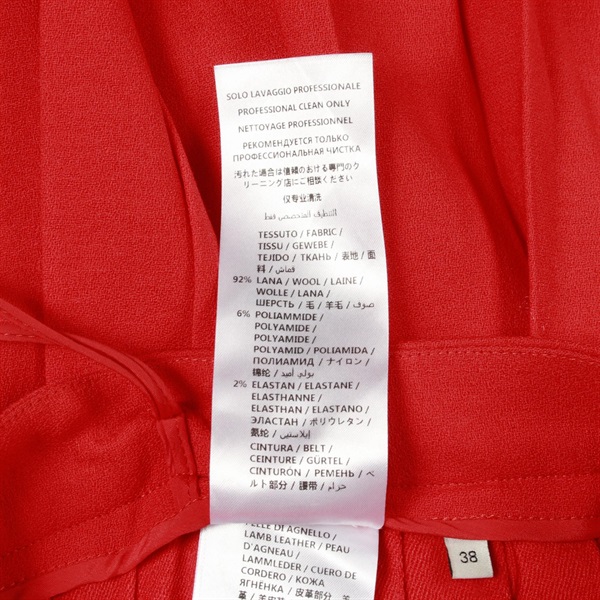 SOLO LAVAGGIO PROFESSIONALE
PROFESSIONAL CLEAN ONLY
NETTOYAGE PROFESSIONNEL
РЕКОМЕНДУЕТСЯ ТОЛЬКО
ПРОФЕССИОНАЛЬНАЯ ЧИСТКА
汚れた場合は信頼のおける専門のク
リーニング店にご相談ください
仅专业清洗
التنظيف المتخصص فقط
TESSUTO / FABRIC /
TISSU / GEWEBE /
TEJIDO / ТКАНЬ / 表地 / 面
料 / قماش
92% LANA / WOOL / LAINE /
WOLLE / LANA /
ШЕРСТЬ / 毛 / 羊毛 / صوف
6% POLIAMMIDE /
POLYAMIDE /
POLYAMIDE /
POLYAMID / POLIAMIDA /
ПОЛИАМИД / ナイロン /
锦纶 / بولي أميد
2% ELASTAN / ELASTANE /
ELASTHANNE /
ELASTHAN / ELASTANO /
ЭЛАСТАН / ポリウレタン /
氨纶 / إيلاستين
CINTURA / BELT /
CEINTURE / GÜRTEL /
CINTURÓN / РЕМЕНЬ / ベ
ルト部分 / 腰带 / حزام
PELLE DI AGNELLO /
LAMB LEATHER / PEAU
D'AGNEAU /
LAMMLEDER / CUERO DE
CORDERO / КОЖА
ЯГНЕНКА / 皮革部分 (羊
38